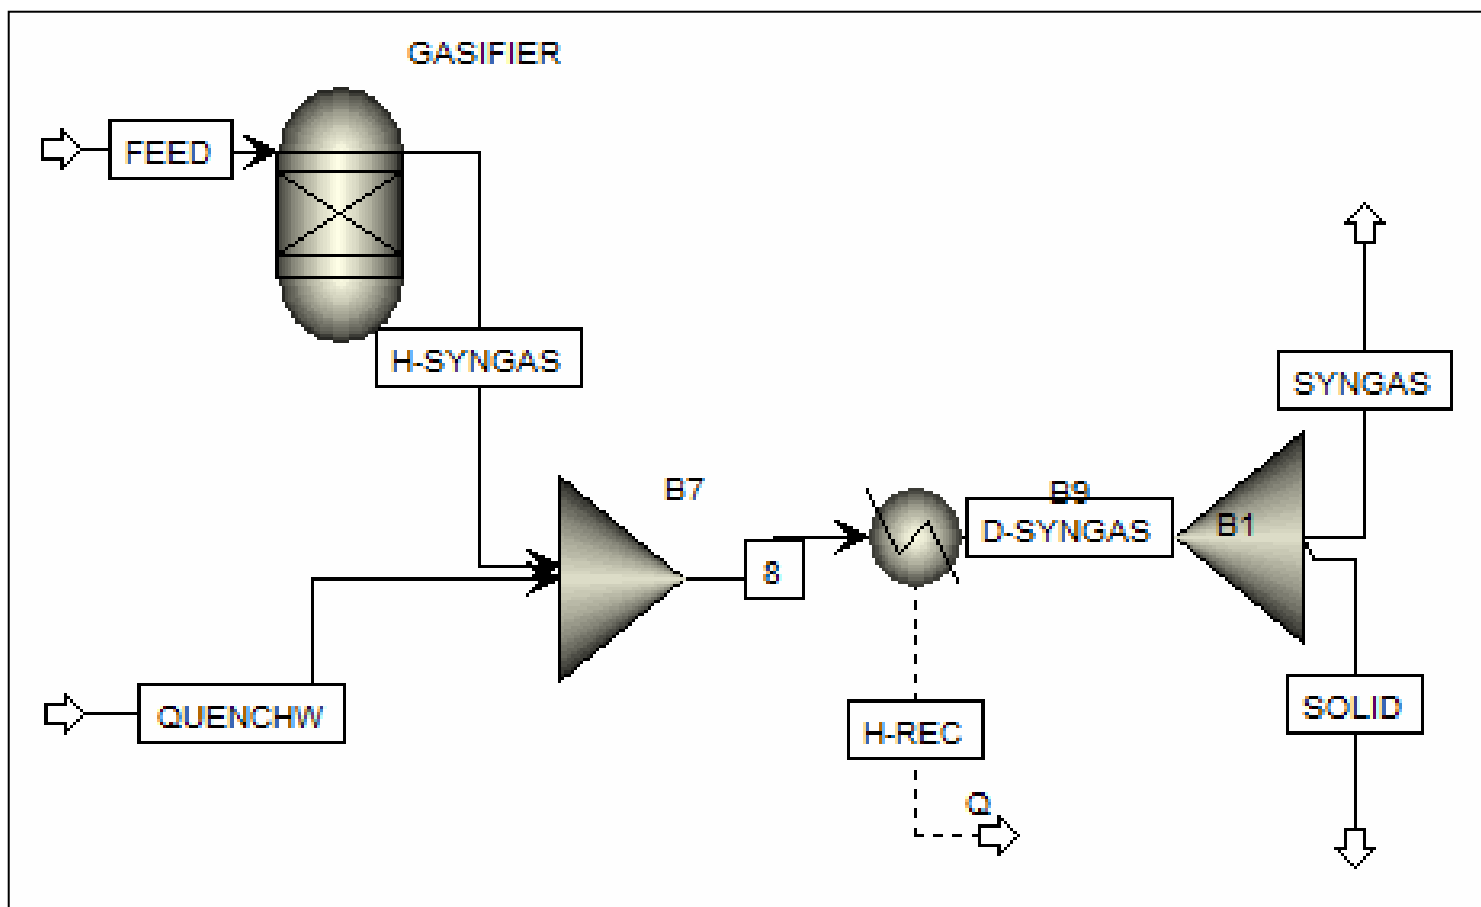 GASIFIER
FEED
H-SYNGAS
SYNGAS
B7
B9
D-SYNGAS
B1
8
QUENCHW
H-REC
SOLID
Q